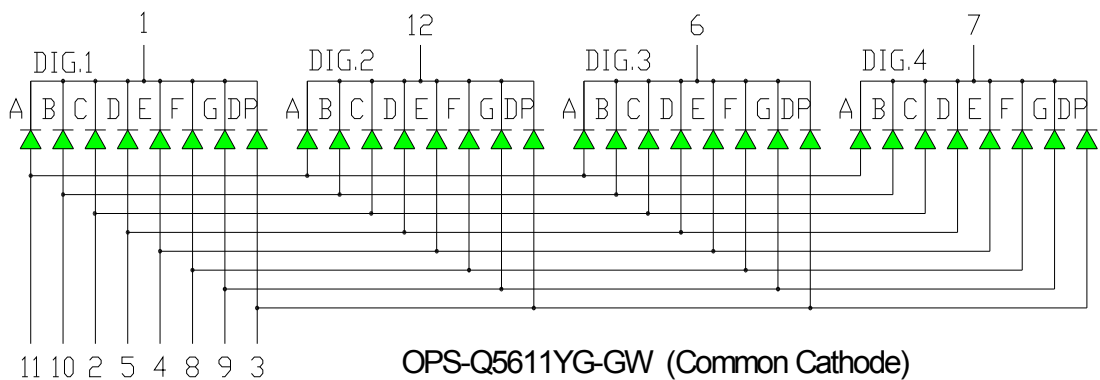 1 12 6 7
DIG.1 DIG.2 DIG.3 DIG.4
A B C D E F G DP A B C D E F G DP A B C D E F G DP A B C D E F G DP
11 10 2 5 4 8 9 3
OPS-Q5611YG-GW (Common Cathode)